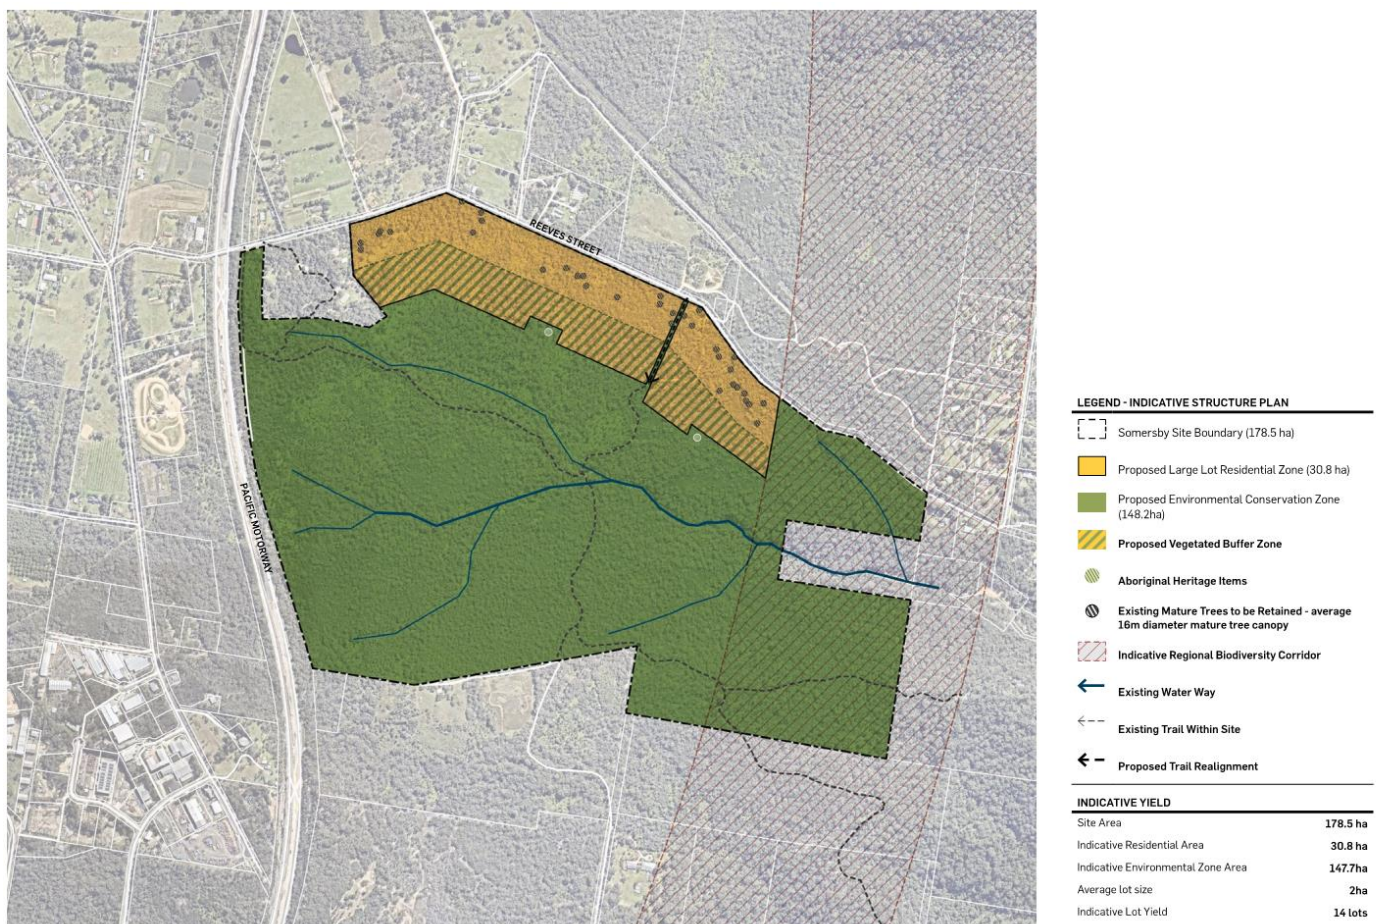 REEVES STREET
PACIFIC MOTORWAY
LEGEND - INDICATIVE STRUCTURE PLAN
Somersby Site Boundary (178.5 ha)
Proposed Large Lot Residential Zone (30.8 ha)
Proposed Environmental Conservation Zone
(148.2ha)
Proposed Vegetated Buffer Zone
Aboriginal Heritage Items
Existing Mature Trees to be Retained - average
16m diameter mature tree canopy
Indicative Regional Biodiversity Corridor
Existing Water Way
Existing Trail Within Site
Proposed Trail Realignment
INDICATIVE YIELD
Site Area 178.5 ha
Indicative Residential Area 30.8 ha
Indicative Environmental Zone Area 147.7ha
Average lot size 2ha
Indicative Lot Yield 14 lots